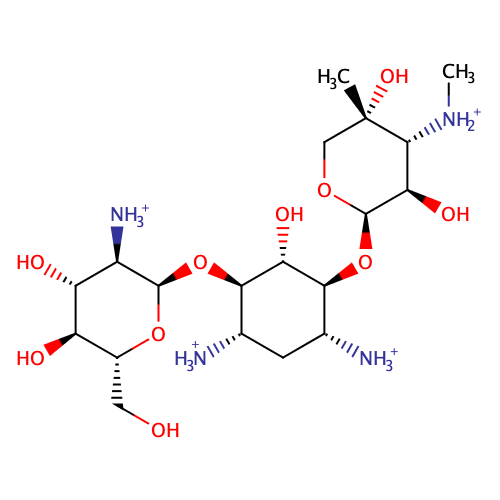 CH₃
H₃C OH
NH₂⁺
O OH
OH
NH₃⁺
HO O O
O
HO H₃N⁺ NH₃⁺
OH